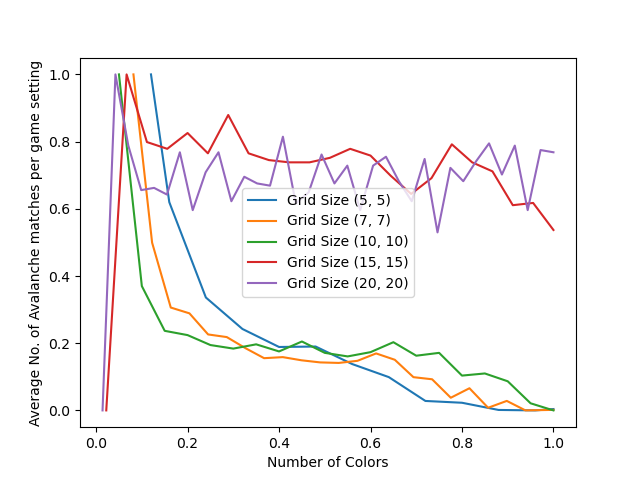 Average No. of Avalanche matches per game setting
1.0
0.8
0.6
0.4
0.2
0.0
Grid Size (5, 5)
Grid Size (7, 7)
Grid Size (10, 10)
Grid Size (15, 15)
Grid Size (20, 20)
0.0 0.2 0.4 0.6 0.8 1.0
Number of Colors